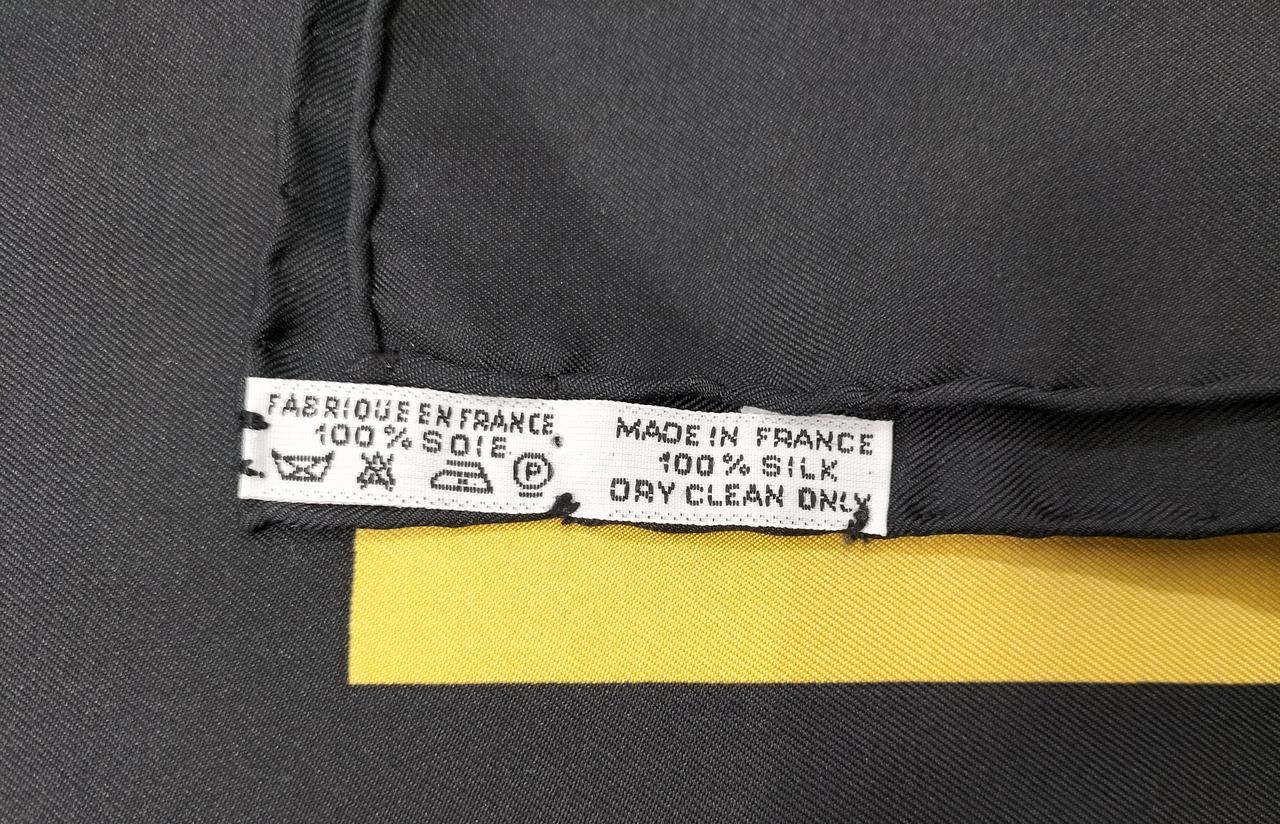 FABRIQUE EN FRANCE
100% SOIE
P
MADE IN FRANCE
100% SILK
DRY CLEAN ONLY